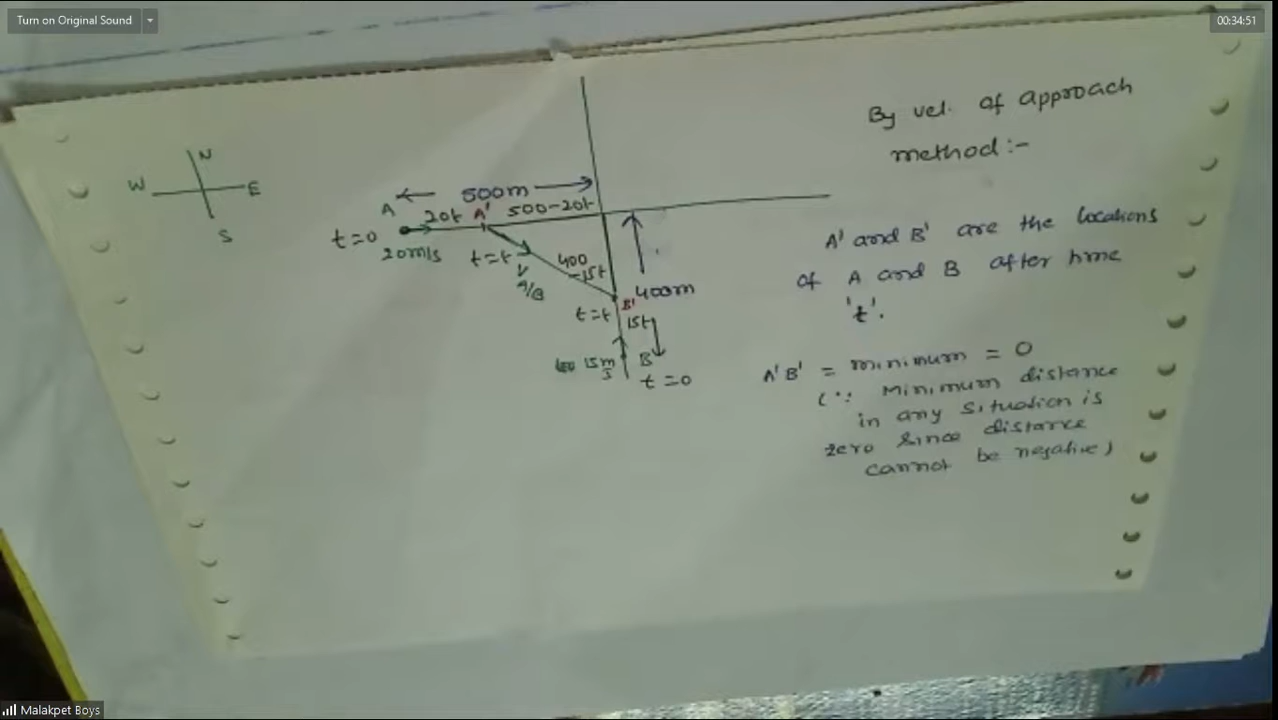 Turn on Original Sound
00:34:51
By vel. of approach
method :-
N
W E
S
500m
A 20t A' 500-20t
t=0
20m/s t=t
V A/B
400
-15t
400m
B'
t=t 15t
15 m/s B
t=0
A' and B' are the locations
of A and B after time
't'.
A'B' = minimum = 0
(∵ Minimum distance
in any situation is
zero since distance
cannot be negative)
Malakpet Boys